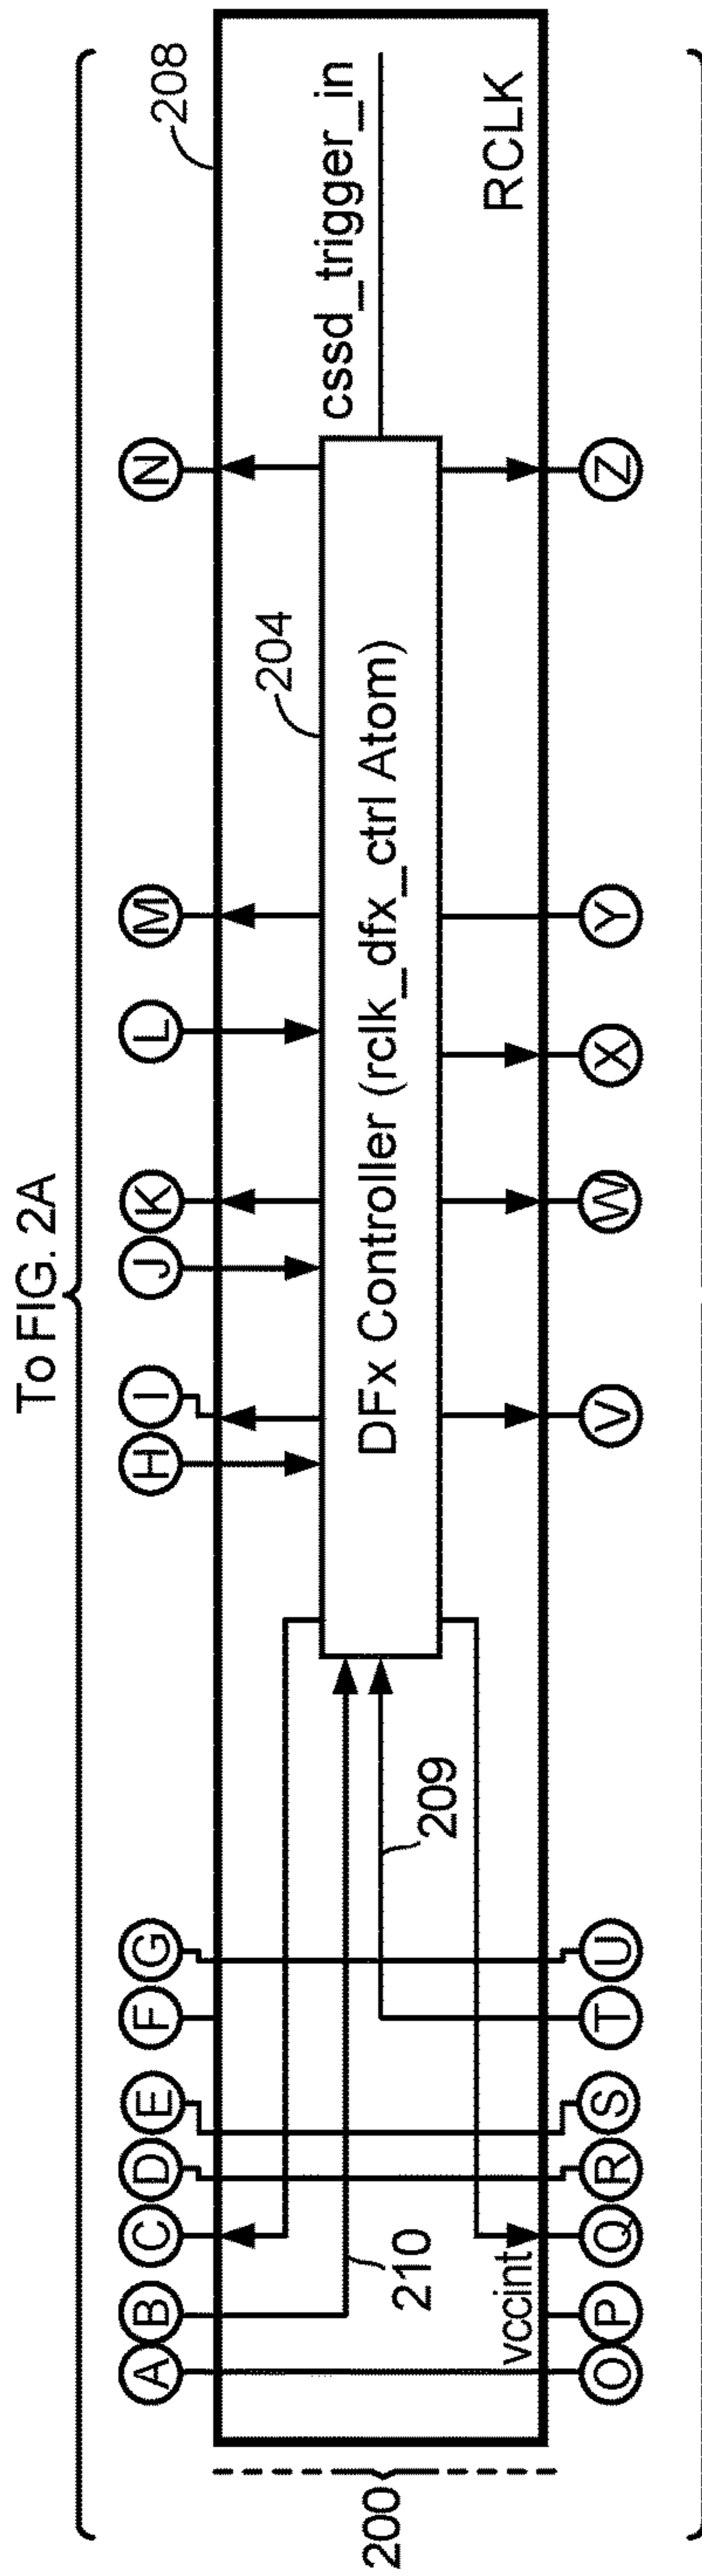 To FIG. 2A
A B C D E F G H I J K L M N
208
204
cssd_trigger_in
DFx Controller (rclk_dfx_ctrl Atom)
210
209
vccint
RCLK
O P Q R S T U V W X Y Z
200